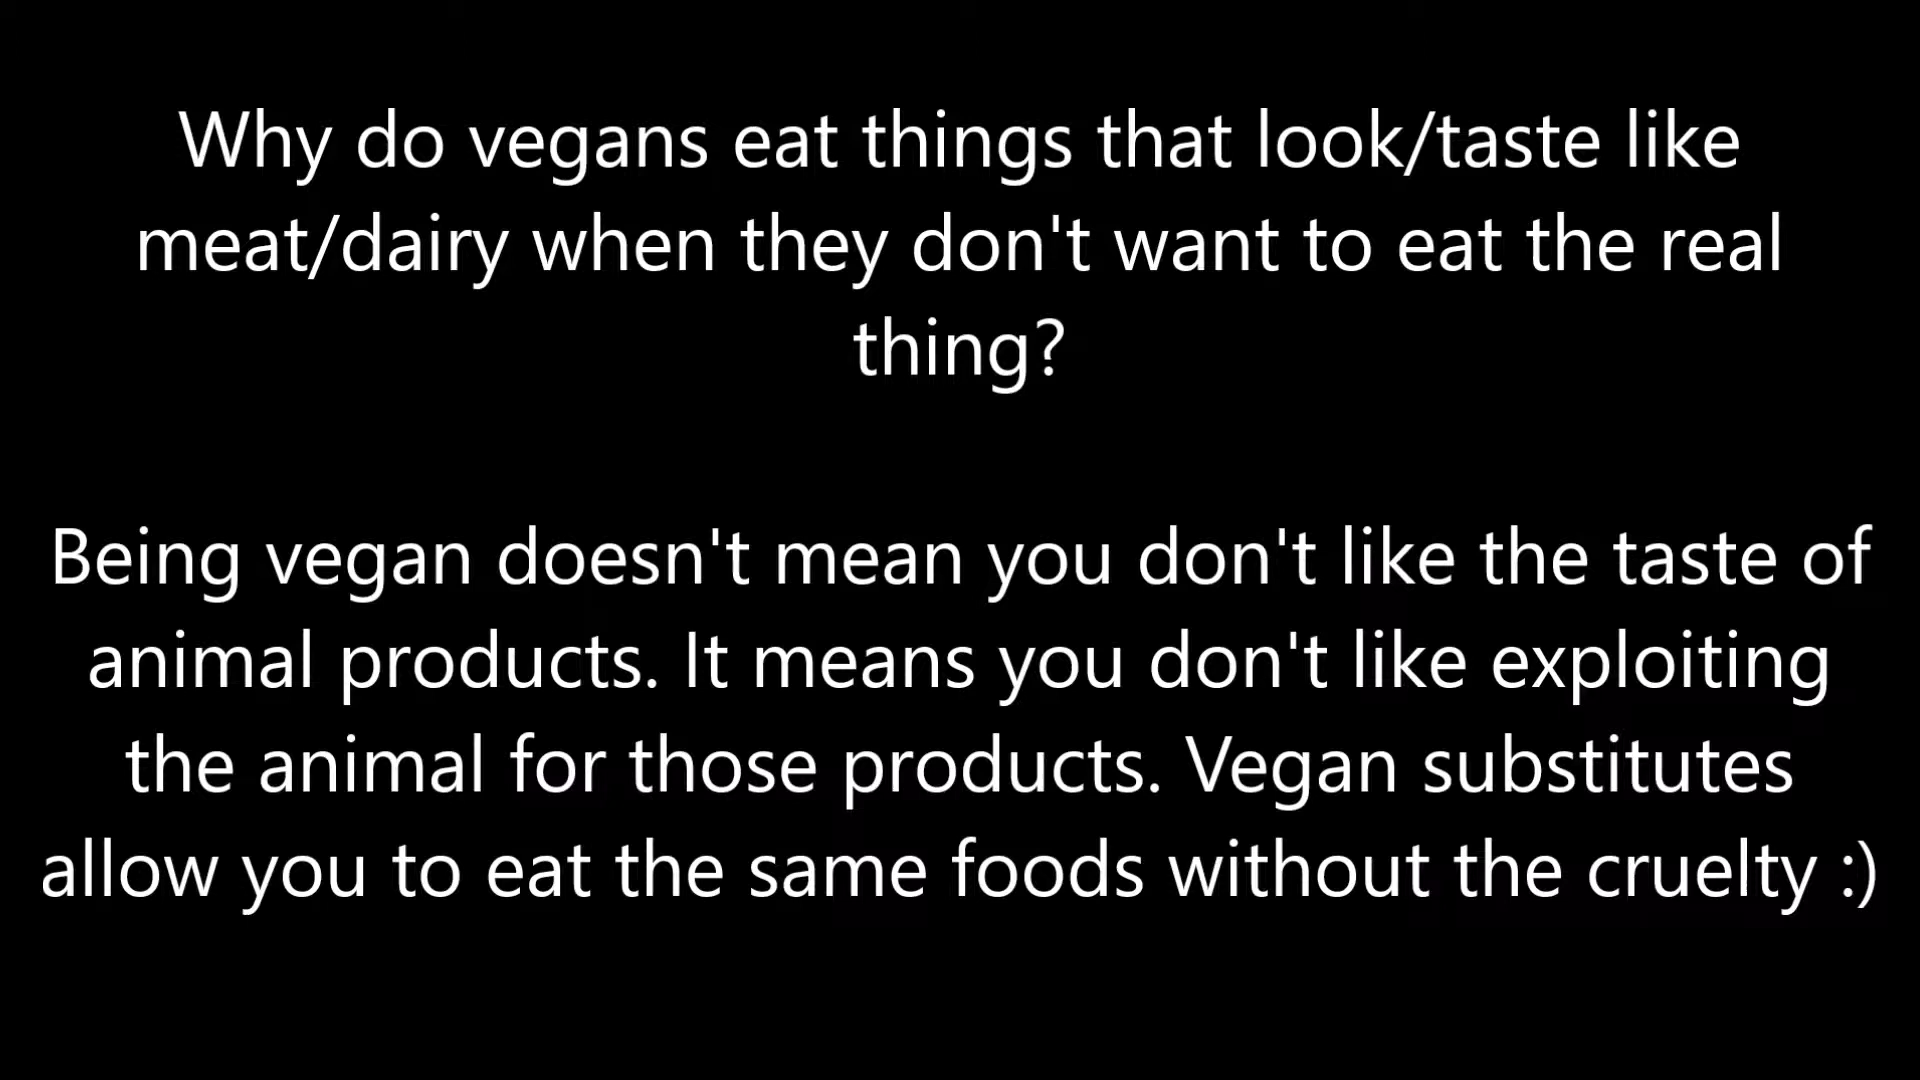 Why do vegans eat things that look/taste like
meat/dairy when they don't want to eat the real
thing?
Being vegan doesn't mean you don't like the taste of
animal products. It means you don't like exploiting
the animal for those products. Vegan substitutes
allow you to eat the same foods without the cruelty :)